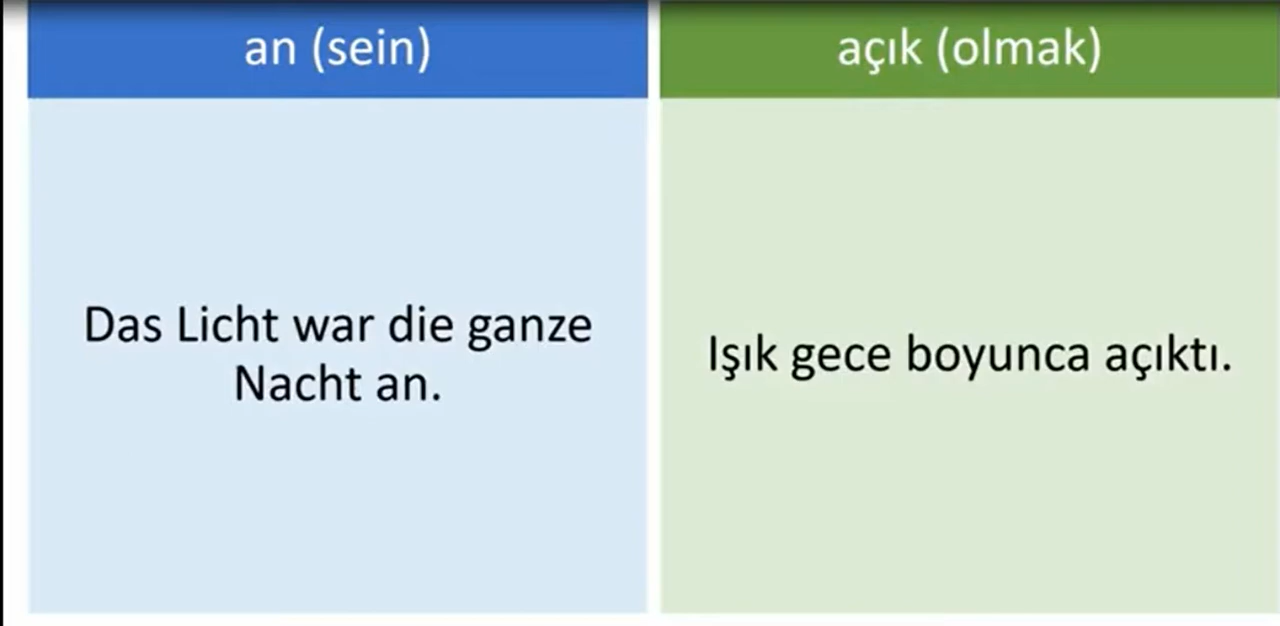 an (sein)
açık (olmak)
Das Licht war die ganze
Nacht an.
Işık gece boyunca açıktı.